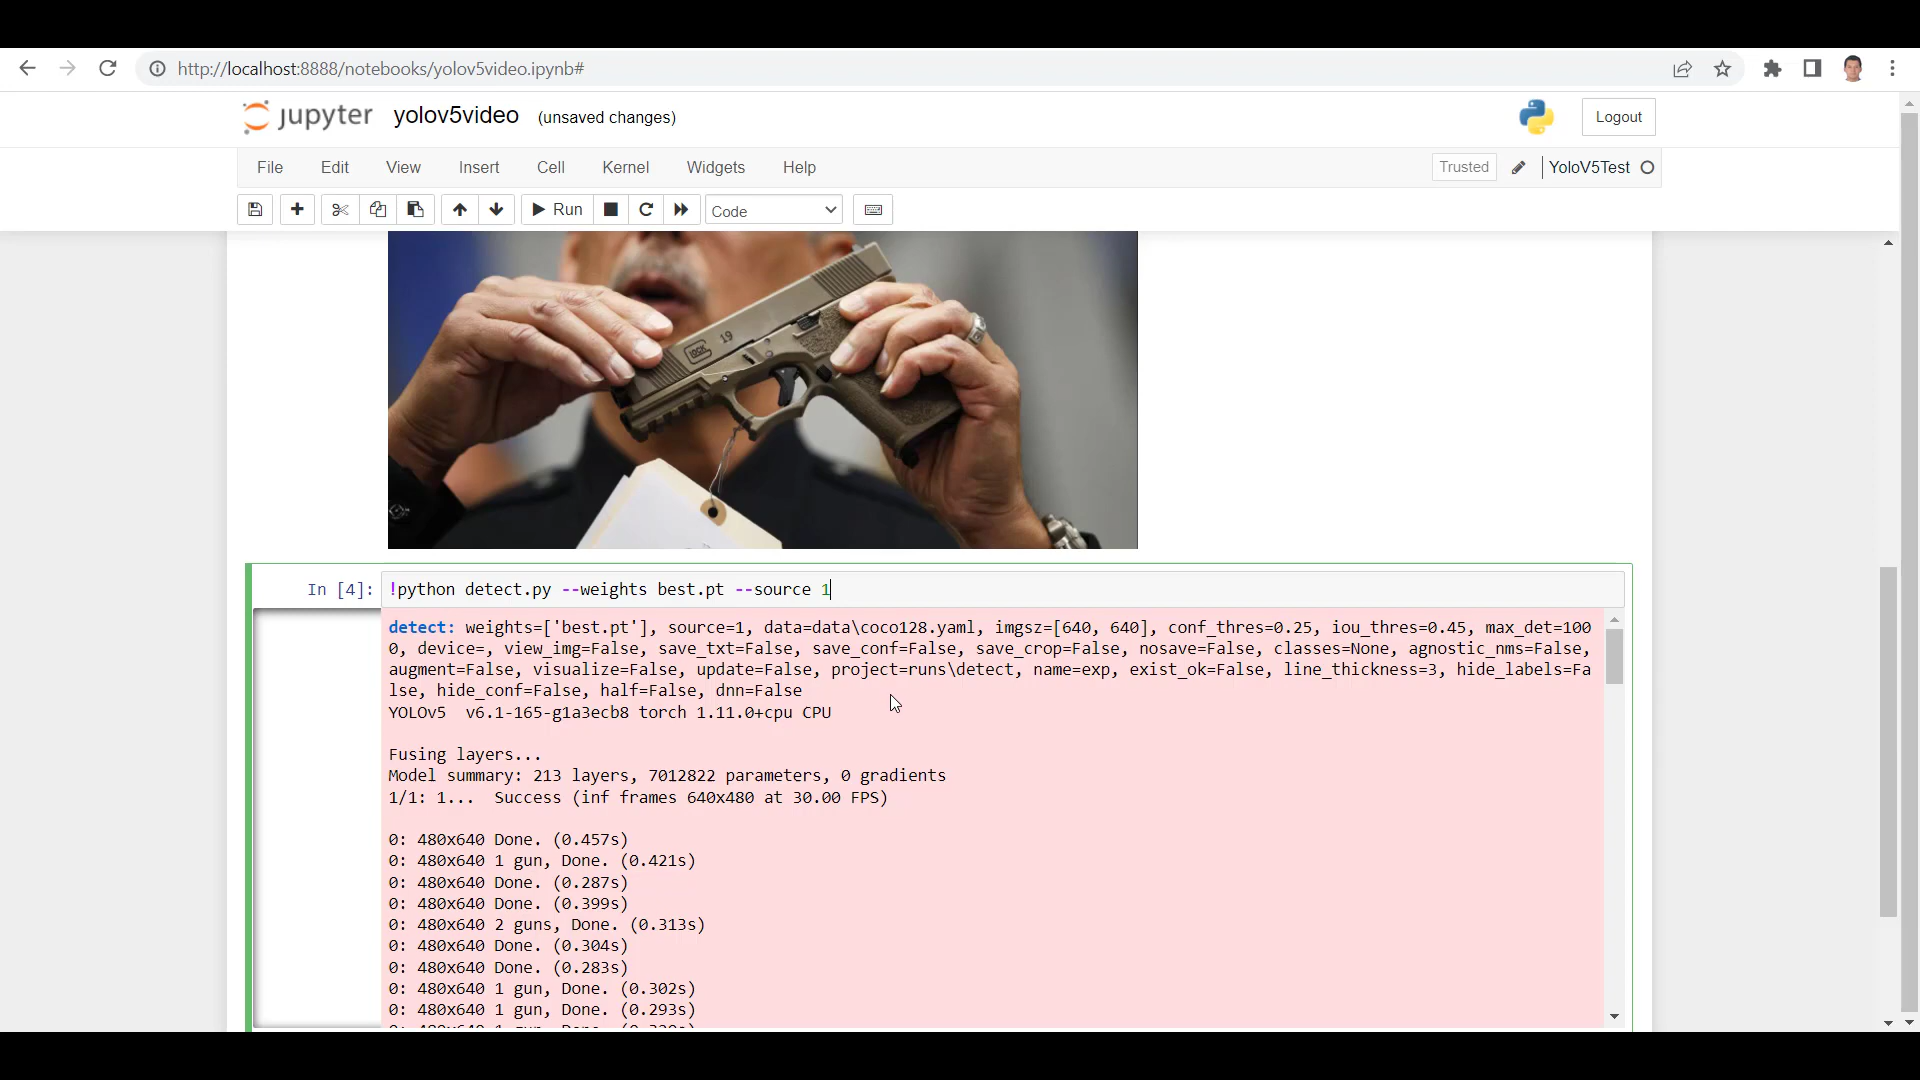 http://localhost:8888/notebooks/yolov5video.ipynb#
jupyter yolov5video (unsaved changes)
Logout
File Edit View Insert Cell Kernel Widgets Help
Trusted YoloV5Test
Run Code
GLOCK 19
In [4]: !python detect.py --weights best.pt --source 1
detect: weights=['best.pt'], source=1, data=data\coco128.yaml, imgsz=[640, 640], conf_thres=0.25, iou_thres=0.45, max_det=100
0, device=, view_img=False, save_txt=False, save_conf=False, save_crop=False, nosave=False, classes=None, agnostic_nms=False,
augment=False, visualize=False, update=False, project=runs\detect, name=exp, exist_ok=False, line_thickness=3, hide_labels=Fa
lse, hide_conf=False, half=False, dnn=False
YOLOv5 v6.1-165-g1a3ecb8 torch 1.11.0+cpu CPU
Fusing layers...
Model summary: 213 layers, 7012822 parameters, 0 gradients
1/1: 1... Success (inf frames 640x480 at 30.00 FPS)
0: 480x640 Done. (0.457s)
0: 480x640 1 gun, Done. (0.421s)
0: 480x640 Done. (0.287s)
0: 480x640 Done. (0.399s)
0: 480x640 2 guns, Done. (0.313s)
0: 480x640 Done. (0.304s)
0: 480x640 Done. (0.283s)
0: 480x640 1 gun, Done. (0.302s)
0: 480x640 1 gun, Done. (0.293s)